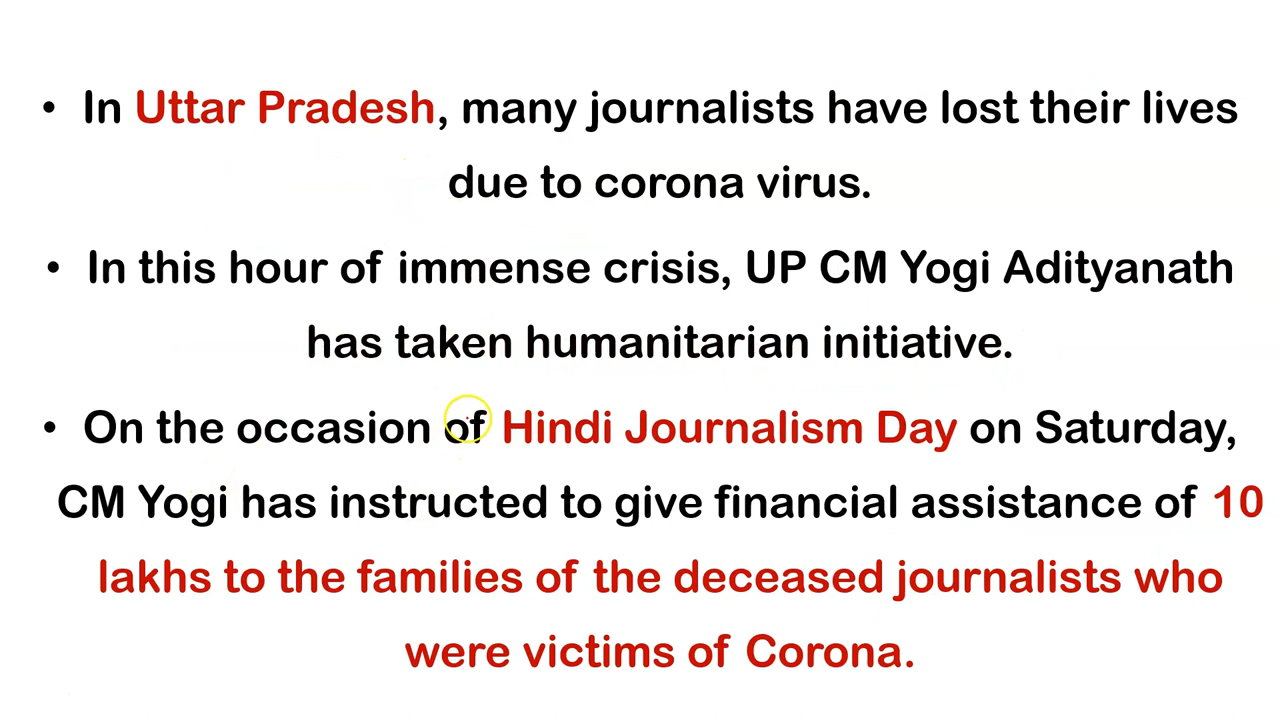 • In Uttar Pradesh, many journalists have lost their lives
due to corona virus.
• In this hour of immense crisis, UP CM Yogi Adityanath
has taken humanitarian initiative.
• On the occasion of Hindi Journalism Day on Saturday,
CM Yogi has instructed to give financial assistance of 10
lakhs to the families of the deceased journalists who
were victims of Corona.